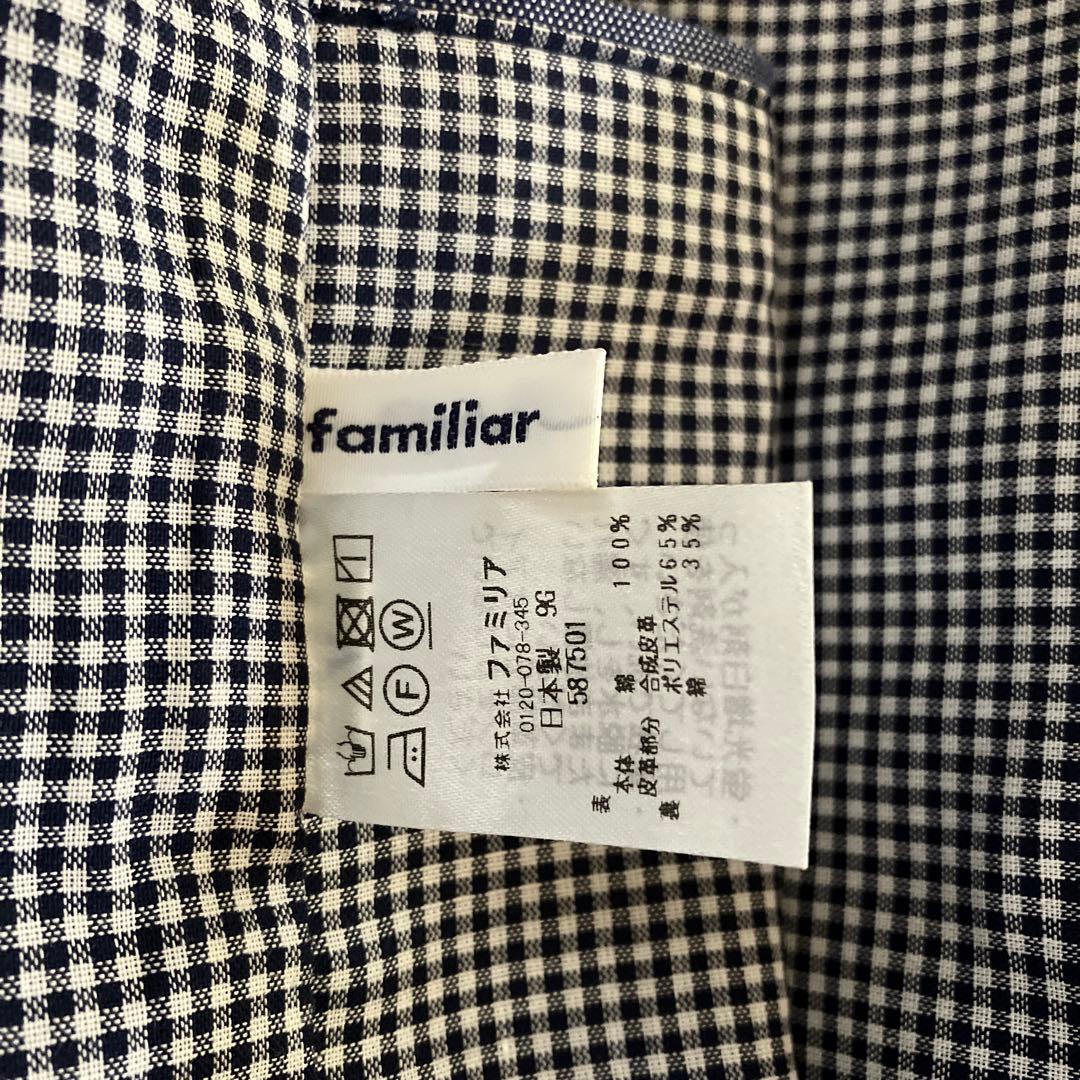 familiar
W
F
株式会社 ファミリア
0120-078-345
日本製 9G
587501
表
本体 綿 100%
皮革部分 合成皮革
裏 ポリエステル65%
綿 35%